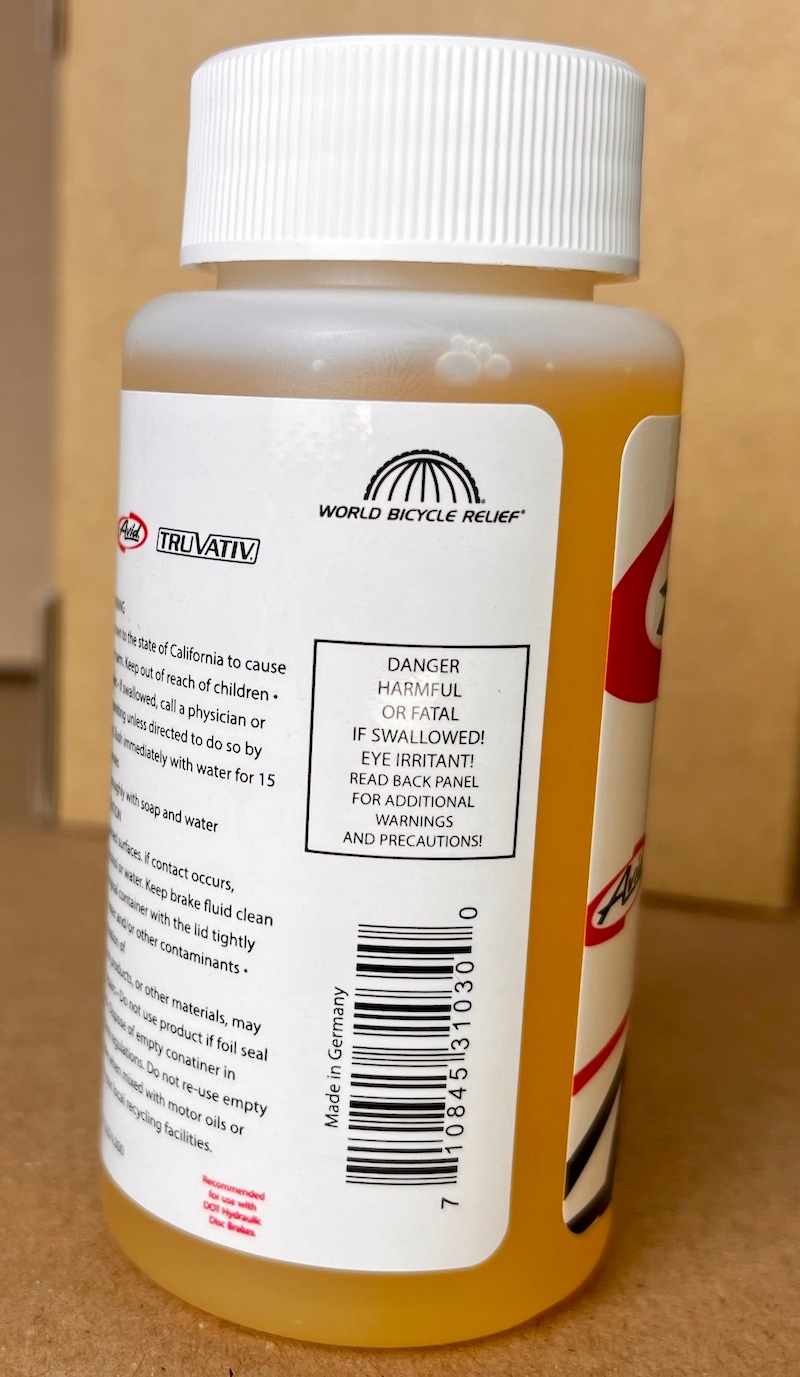 WORLD BICYCLE RELIEF®
Avid.
TRUVATIV.
to the state of California to cause
Keep out of reach of children •
if swallowed, call a physician or
unless directed to do so by
immediately with water for 15
with soap and water
surfaces. if contact occurs,
or water. Keep brake fluid clean
container with the lid tightly
and/or other contaminants •
of
products, or other materials, may
Do not use product if foil seal
of empty conatiner in
regulations. Do not re-use empty
mixed with motor oils or
local recycling facilities.
Recommended
for use with
DOT Hydraulic
Disc Brakes.
DANGER
HARMFUL
OR FATAL
IF SWALLOWED!
EYE IRRITANT!
READ BACK PANEL
FOR ADDITIONAL
WARNINGS
AND PRECAUTIONS!
Made in Germany
7 10845 31030 0
Avid